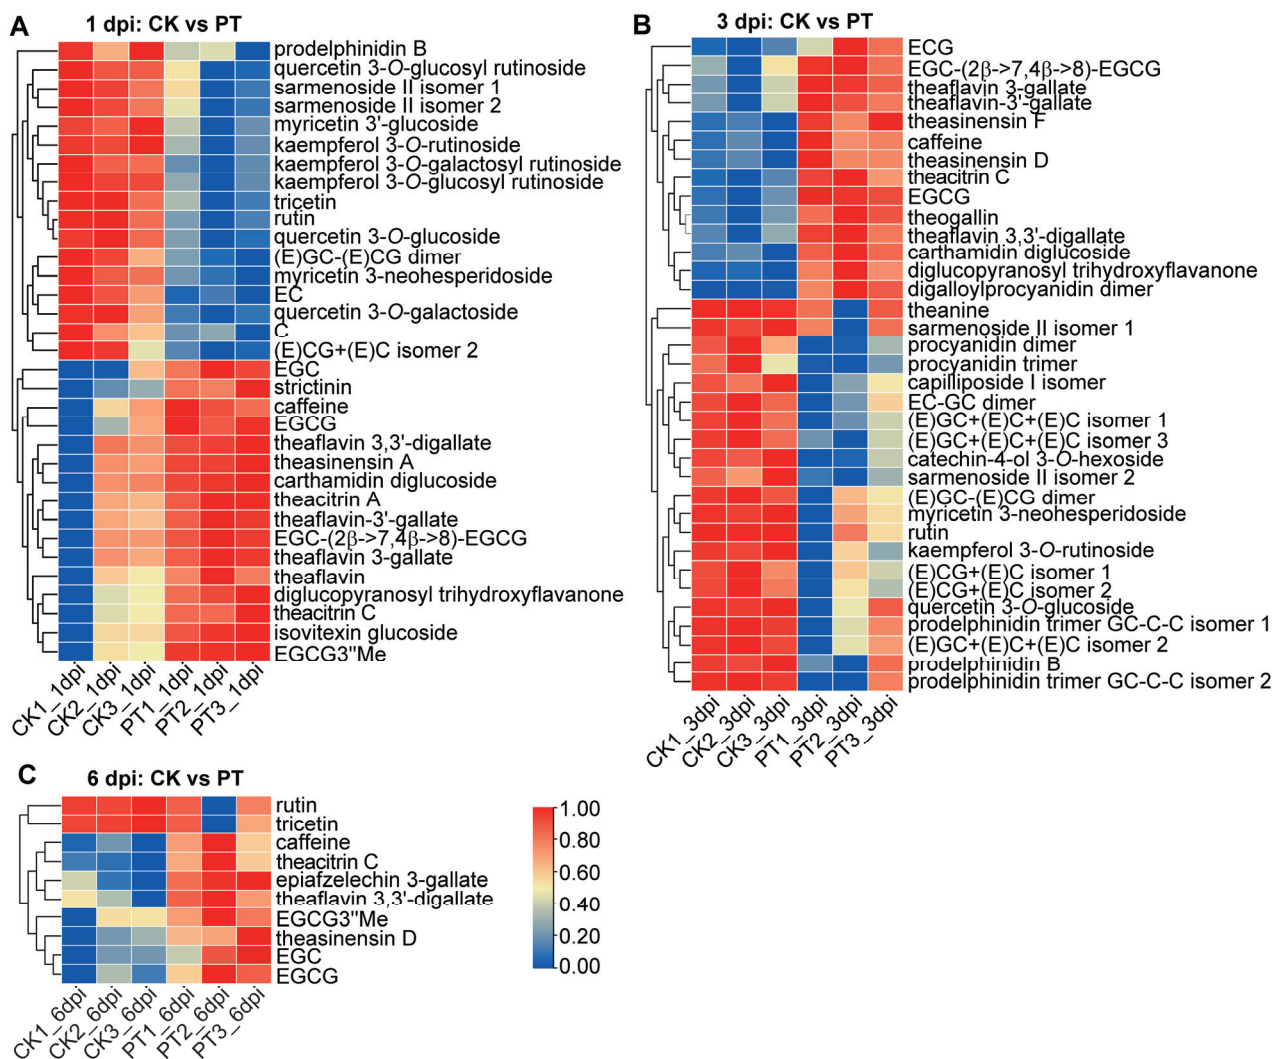 A
1 dpi: CK vs PT
prodelphinidin B
quercetin 3-O-glucosyl rutinoside
sarmenoside II isomer 1
sarmenoside II isomer 2
myricetin 3'-glucoside
kaempferol 3-O-rutinoside
kaempferol 3-O-galactosyl rutinoside
kaempferol 3-O-glucosyl rutinoside
tricetin
rutin
quercetin 3-O-glucoside
(E)GC-(E)CG dimer
myricetin 3-neohesperidoside
EC
quercetin 3-O-galactoside
C
(E)CG+(E)C isomer 2
EGC
strictinin
caffeine
EGCG
theaflavin 3,3'-digallate
theasinensin A
carthamidin diglucoside
theacitrin A
theaflavin-3'-gallate
EGC-(2β->7,4β->8)-EGCG
theaflavin 3-gallate
theaflavin
diglucopyranosyl trihydroxyflavanone
theacitrin C
isovitexin glucoside
EGCG3"Me
CK1_1dpi
CK2_1dpi
CK3_1dpi
PT1_1dpi
PT2_1dpi
PT3_1dpi
B
3 dpi: CK vs PT
ECG
EGC-(2β->7,4β->8)-EGCG
theaflavin 3-gallate
theaflavin-3'-gallate
theasinensin F
caffeine
theasinensin D
theacitrin C
EGCG
theogallin
theaflavin 3,3'-digallate
carthamidin diglucoside
diglucopyranosyl trihydroxyflavanone
digalloylprocyanidin dimer
theanine
sarmenoside II isomer 1
procyanidin dimer
procyanidin trimer
capilliposide I isomer
EC-GC dimer
(E)GC+(E)C+(E)C isomer 1
(E)GC+(E)C+(E)C isomer 3
catechin-4-ol 3-O-hexoside
sarmenoside II isomer 2
(E)GC-(E)CG dimer
myricetin 3-neohesperidoside
rutin
kaempferol 3-O-rutinoside
(E)CG+(E)C isomer 1
(E)CG+(E)C isomer 2
quercetin 3-O-glucoside
prodelphinidin trimer GC-C-C isomer 1
(E)GC+(E)C+(E)C isomer 2
prodelphinidin B
prodelphinidin trimer GC-C-C isomer 2
CK1_3dpi
CK2_3dpi
CK3_3dpi
PT1_3dpi
PT2_3dpi
PT3_3dpi
C
6 dpi: CK vs PT
rutin
tricetin
caffeine
theacitrin C
epiafzelechin 3-gallate
theaflavin 3,3'-digallate
EGCG3"Me
theasinensin D
EGC
EGCG
CK1_6dpi
CK2_6dpi
CK3_6dpi
PT1_6dpi
PT2_6dpi
PT3_6dpi
1.00
0.80
0.60
0.40
0.20
0.00